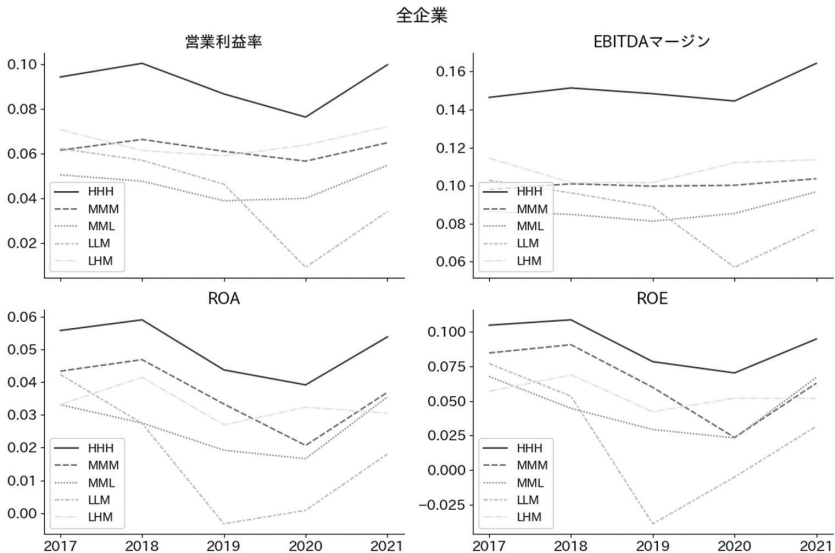 全企業
営業利益率
0.10
0.08
0.06
0.04
0.02
HHH
MMM
MML
LLM
LHM
EBITDAマージン
0.16
0.14
0.12
0.10
0.08
0.06
HHH
MMM
MML
LLM
LHM
ROA
0.06
0.05
0.04
0.03
0.02
0.01
0.00
HHH
MMM
MML
LLM
LHM
2017 2018 2019 2020 2021
ROE
0.100
0.075
0.050
0.025
0.000
−0.025
HHH
MMM
MML
LLM
LHM
2017 2018 2019 2020 2021